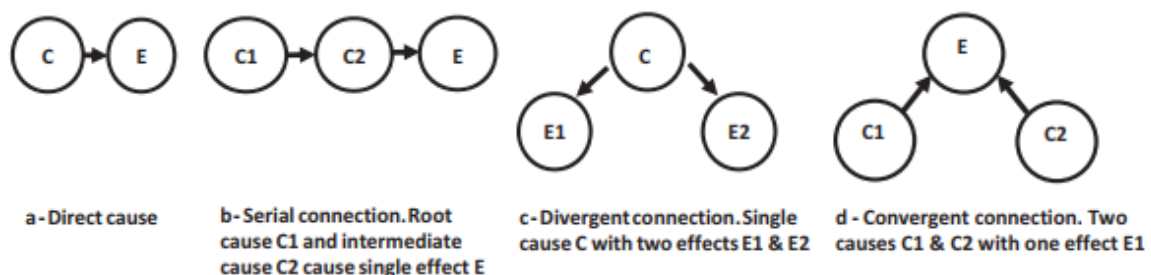 C E
C1 C2 E
C
E1 E2
E
C1 C2
a - Direct cause
b - Serial connection. Root
cause C1 and intermediate
cause C2 cause single effect E
c - Divergent connection. Single
cause C with two effects E1 & E2
d - Convergent connection. Two
causes C1 & C2 with one effect E1